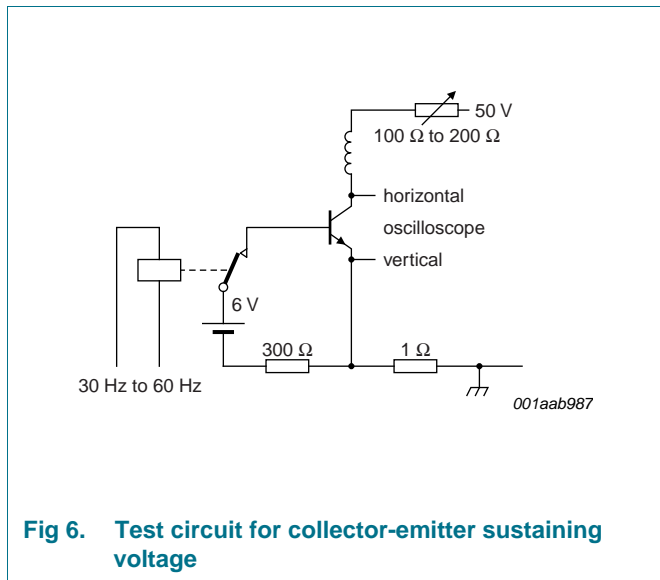 50 V
100 Ω to 200 Ω
horizontal
oscilloscope
vertical
6 V
300 Ω
1 Ω
30 Hz to 60 Hz
001aab987
Fig 6. Test circuit for collector-emitter sustaining
voltage